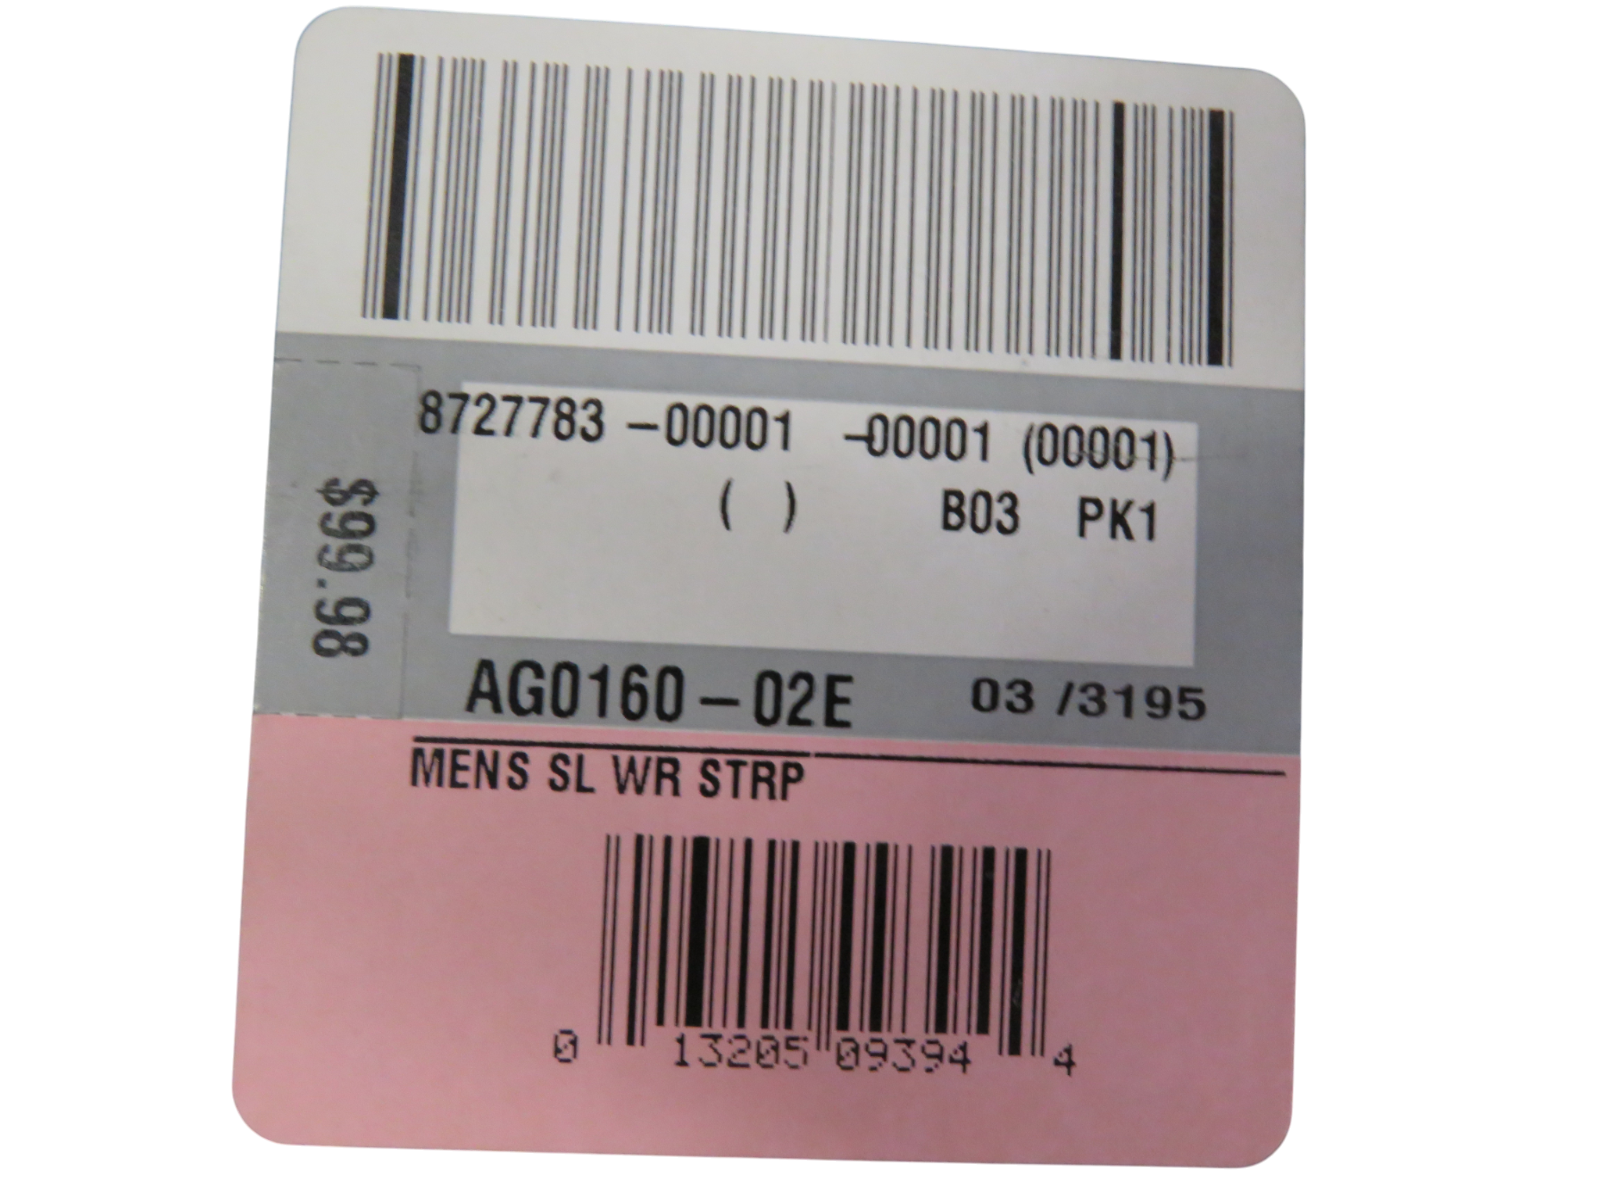 8727783 -00001 -00001 (00001)
( ) B03 PK1
$99.98
AG0160-02E 03 /3195
MENS SL WR STRP
0 13205 09394 4